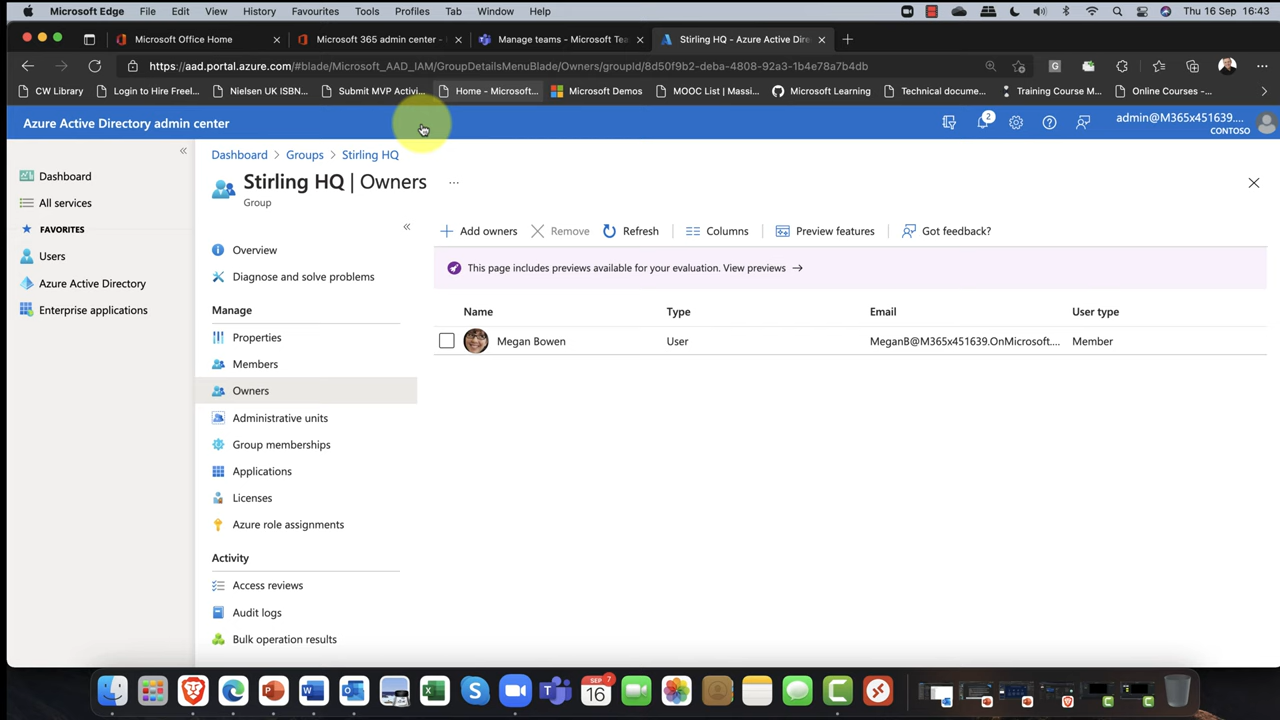 Microsoft Edge File Edit View History Favourites Tools Profiles Tab Window Help Thu 16 Sep 16:43
Microsoft Office Home Microsoft 365 admin center - Manage teams - Microsoft Tea Stirling HQ - Azure Active Dire
https://aad.portal.azure.com/#blade/Microsoft_AAD_IAM/GroupDetailsMenuBlade/Owners/groupId/8d50f9b2-deba-4808-92a3-1b4e78a7b4db
CW Library Login to Hire Freel... Nielsen UK ISBN... Submit MVP Activi... Home - Microsoft... Microsoft Demos MOOC List | Massi... Microsoft Learning Technical docume... Training Course M... Online Courses -...
Azure Active Directory admin center 2 admin@M365x451639....
CONTOSO
Dashboard
All services
FAVORITES
Users
Azure Active Directory
Enterprise applications
Dashboard > Groups > Stirling HQ
Stirling HQ | Owners ...
Group
Overview
Diagnose and solve problems
Manage
Properties
Members
Owners
Administrative units
Group memberships
Applications
Licenses
Azure role assignments
Activity
Access reviews
Audit logs
Bulk operation results
Add owners Remove Refresh Columns Preview features Got feedback?
This page includes previews available for your evaluation. View previews →
Name Type Email User type
Megan Bowen User MeganB@M365x451639.OnMicrosoft.... Member
SEP 7
16